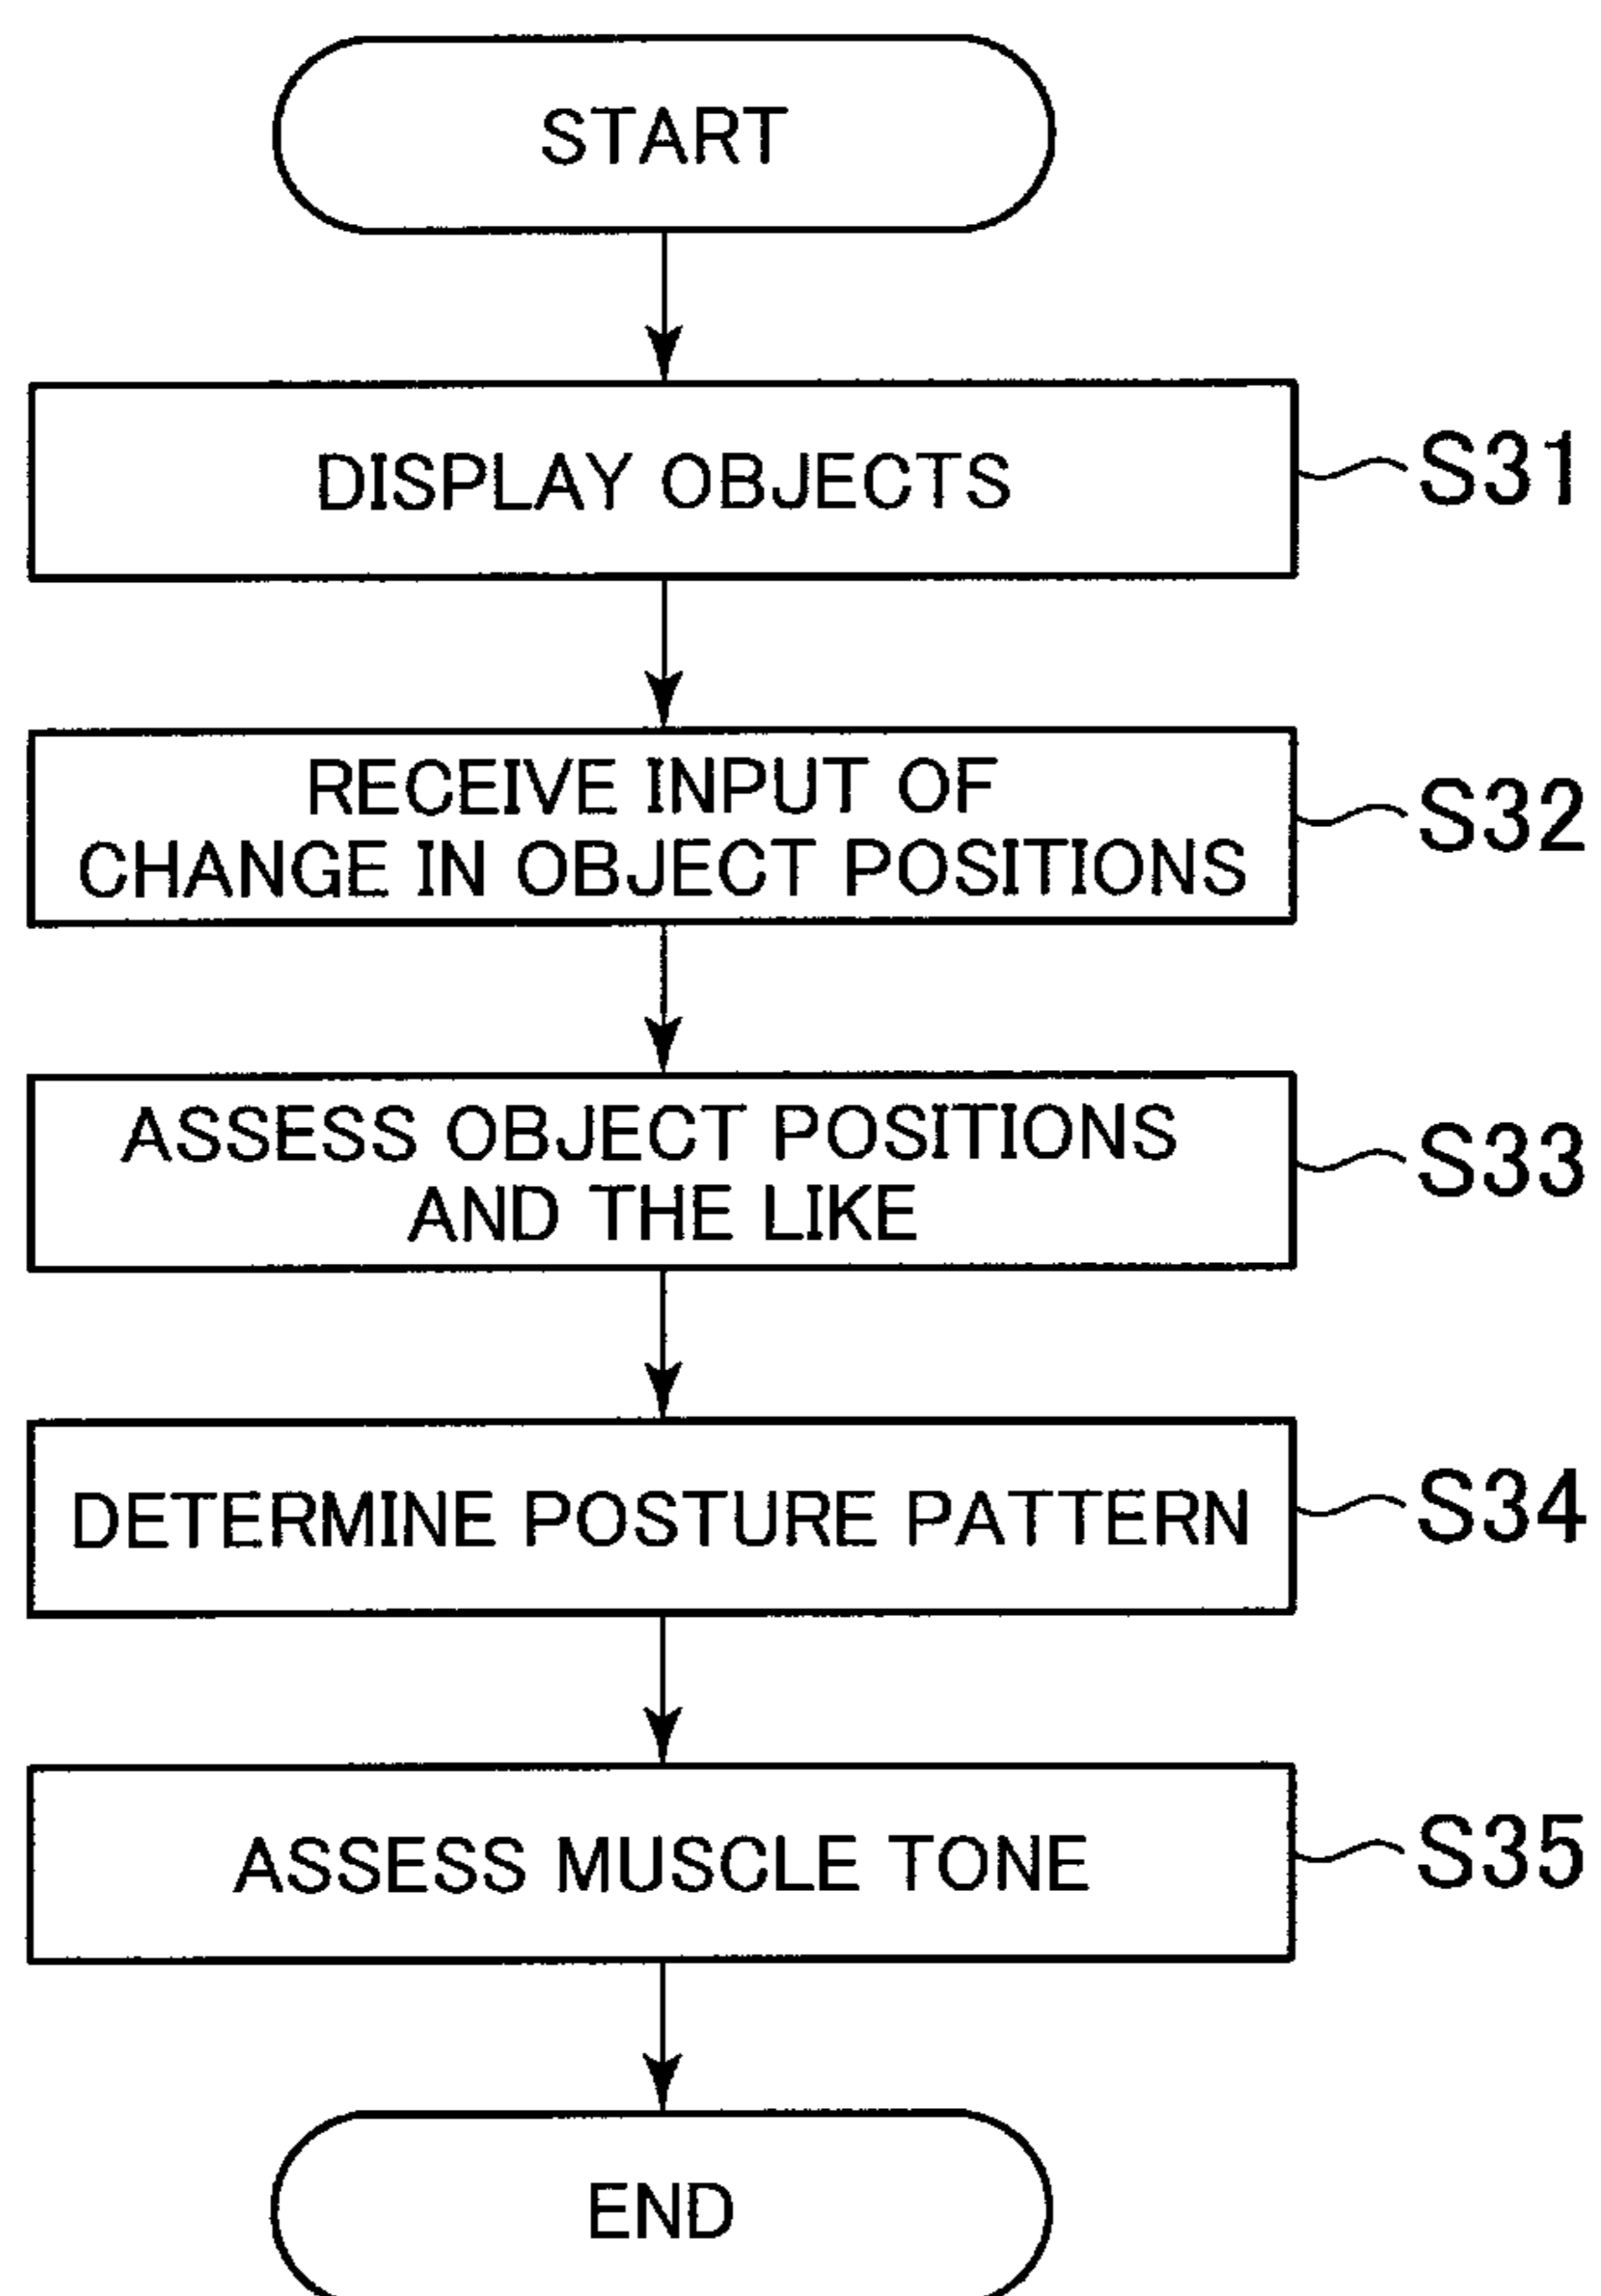 START
DISPLAY OBJECTS
S31
RECEIVE INPUT OF
CHANGE IN OBJECT POSITIONS
S32
ASSESS OBJECT POSITIONS
AND THE LIKE
S33
DETERMINE POSTURE PATTERN
S34
ASSESS MUSCLE TONE
S35
END